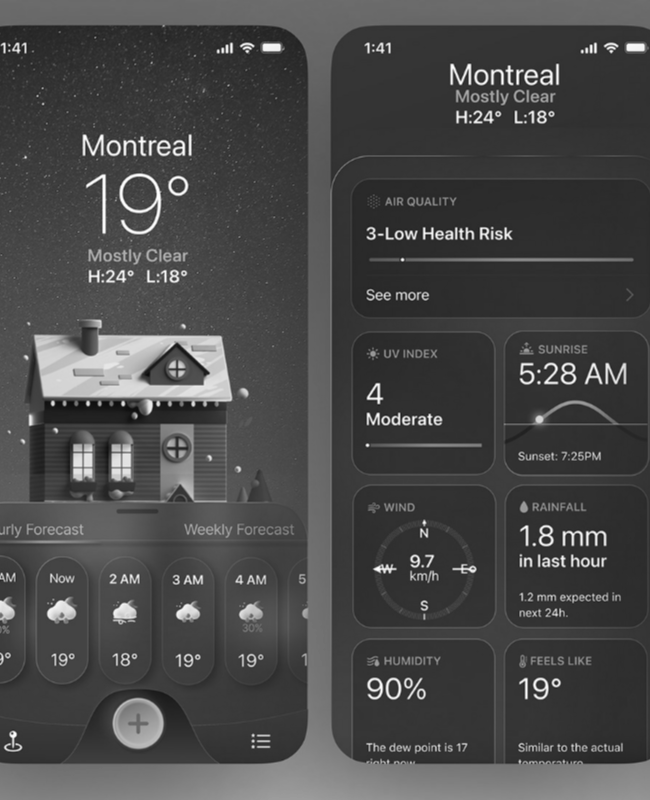 1:41
Montreal
19°
Mostly Clear
H:24° L:18°
urly Forecast
Weekly Forecast
AM
Now
2 AM
3 AM
4 AM
5
%
30%
9°
19°
18°
19°
19°
1
1:41
Montreal
Mostly Clear
H:24° L:18°
AIR QUALITY
3-Low Health Risk
See more
UV INDEX
4
Moderate
SUNRISE
5:28 AM
Sunset: 7:25PM
WIND
N
W
9.7
km/h
E
S
RAINFALL
1.8 mm
in last hour
1.2 mm expected in
next 24h.
HUMIDITY
90%
The dew point is 17
right now
FEELS LIKE
19°
Similar to the actual
temperature